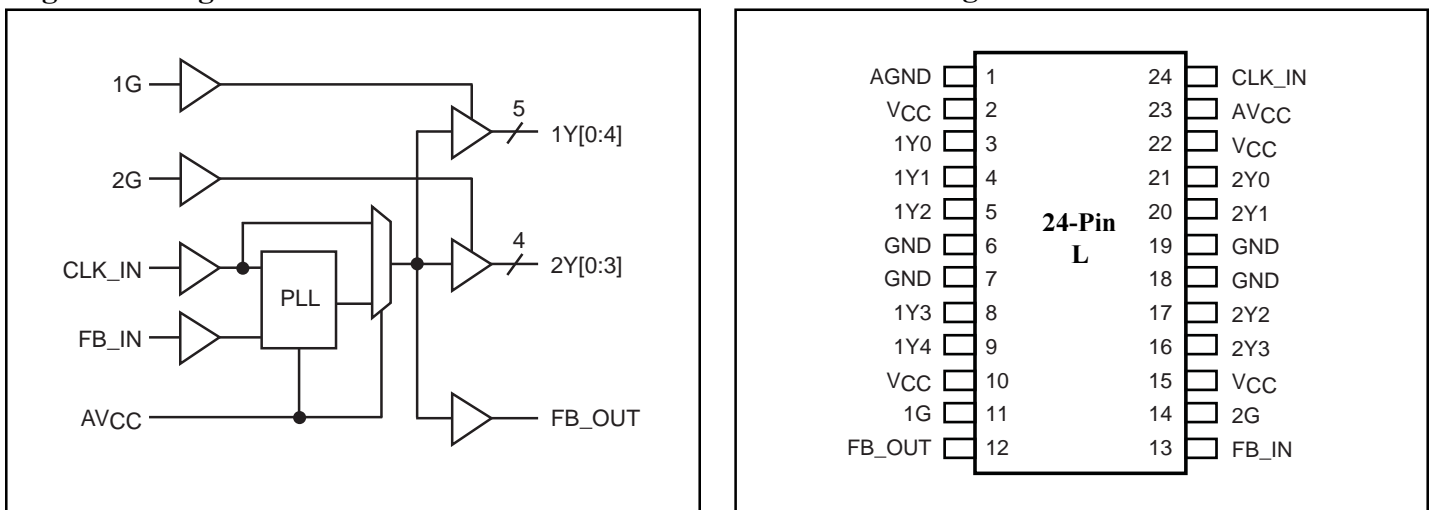 1G
5
1Y[0:4]
2G
4
2Y[0:3]
CLK_IN
PLL
FB_IN
AVCC
FB_OUT
24-Pin
L
AGND 1
VCC 2
1Y0 3
1Y1 4
1Y2 5
GND 6
GND 7
1Y3 8
1Y4 9
VCC 10
1G 11
FB_OUT 12
24 CLK_IN
23 AVCC
22 VCC
21 2Y0
20 2Y1
19 GND
18 GND
17 2Y2
16 2Y3
15 VCC
14 2G
13 FB_IN